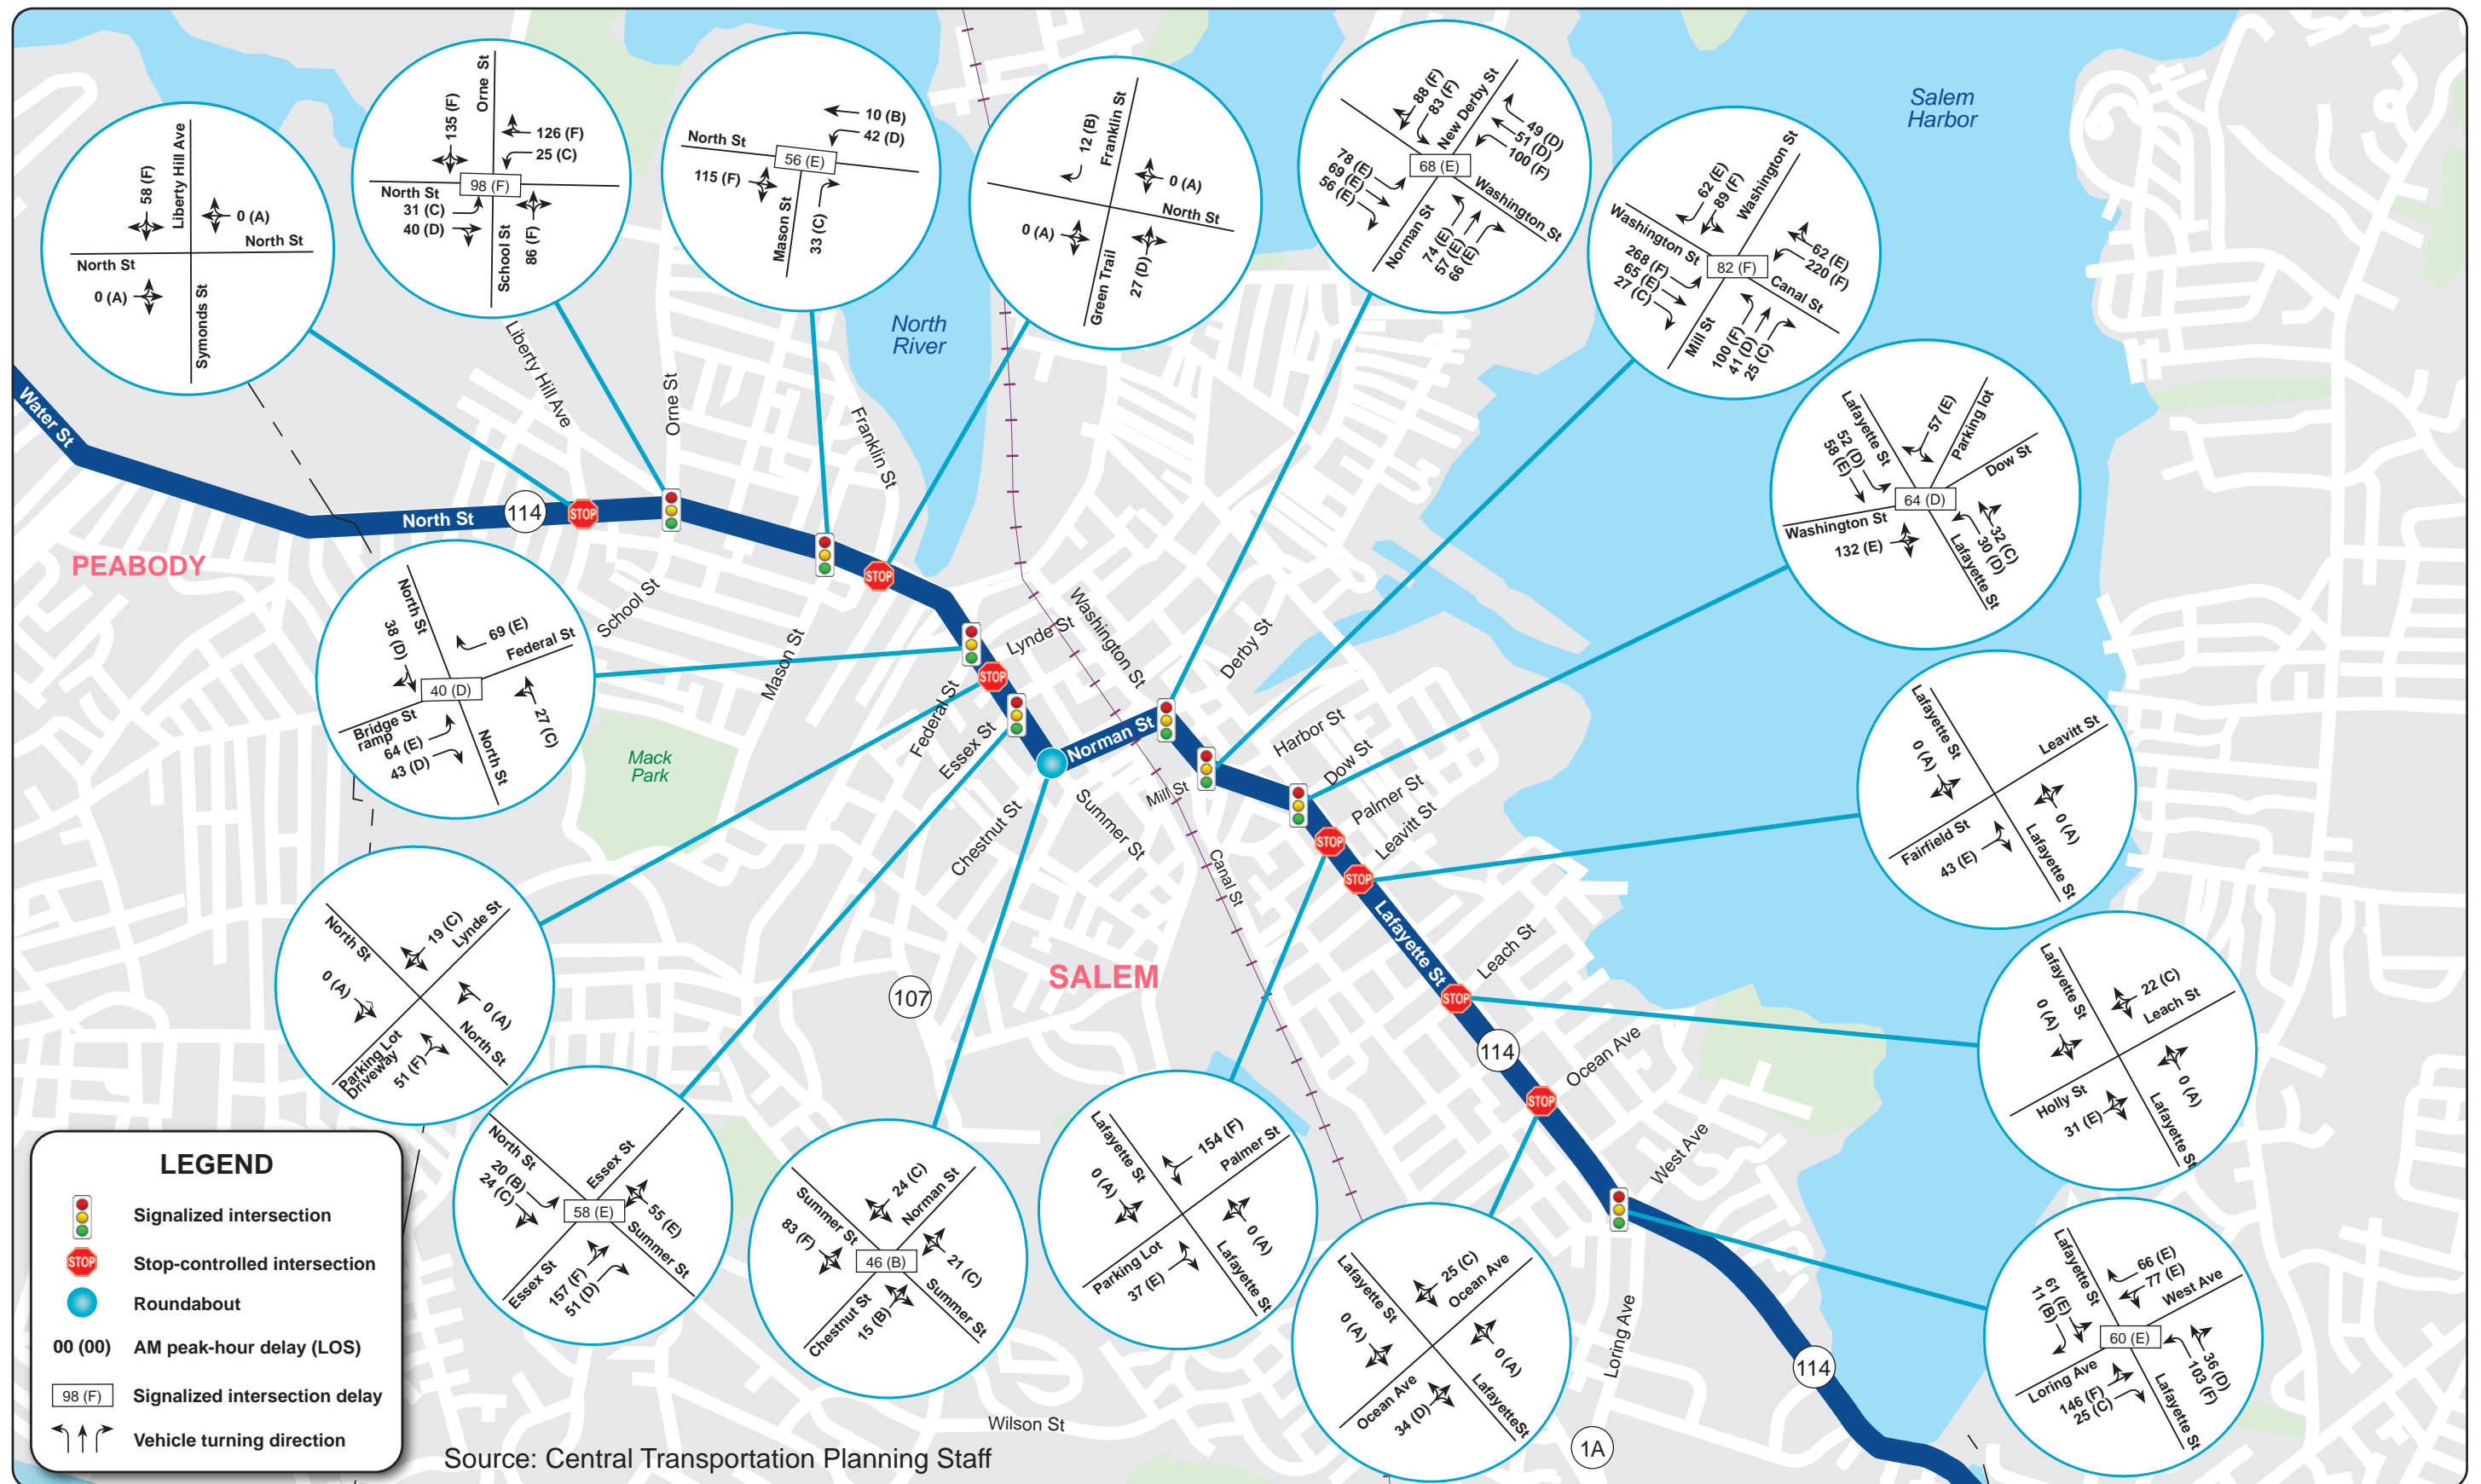 58 (F)
Liberty Hill Ave
0 (A)
North St
North St
0 (A)
Symonds St
135 (F)
Orne St
126 (F)
25 (C)
98 (F)
North St
31 (C)
40 (D)
School St
86 (F)
10 (B)
42 (D)
North St
56 (E)
115 (F)
Mason St
33 (C)
12 (B)
Franklin St
0 (A)
North St
0 (A)
Green Trail
27 (D)
88 (F)
83 (F)
New Derby St
49 (D)
51 (D)
100 (F)
68 (E)
78 (E)
69 (E)
56 (E)
Washington St
Norman St
74 (E)
57 (E)
66 (E)
62 (E)
89 (F)
Washington St
Washington St
62 (E)
220 (F)
82 (F)
268 (F)
65 (E)
27 (C)
Canal St
Mill St
100 (F)
41 (D)
25 (C)
Salem
Harbor
Lafayette St
57 (E)
Parking lot
52 (D)
58 (E)
Dow St
64 (D)
Washington St
132 (E)
32 (C)
30 (D)
Lafayette St
North
River
Water St
Liberty Hill Ave
Orne St
Franklin St
North St
114
STOP
STOP
PEABODY
School St
Mason St
Mack
Park
North St
38 (D)
69 (E)
Federal St
40 (D)
Bridge St
ramp
64 (E)
43 (D)
North St
27 (C)
Lynde St
Washington St
Derby St
STOP
Federal St
Essex St
Norman St
Harbor St
Dow St
Palmer St
Leavitt St
Mill St
Chestnut St
Summer St
Canal St
STOP
STOP
Lafayette St
0 (A)
Leavitt St
Fairfield St
43 (E)
0 (A)
Lafayette St
North St
19 (C)
Lynde St
0 (A)
0 (A)
Parking Lot
Driveway
51 (F)
North St
107
SALEM
Lafayette St
Leach St
STOP
114
Ocean Ave
STOP
West Ave
Loring Ave
114
1A
Wilson St
Lafayette St
0 (A)
22 (C)
Leach St
Holly St
31 (E)
0 (A)
Lafayette St
North St
20 (B)
24 (C)
Essex St
58 (E)
55 (E)
Essex St
157 (F)
51 (D)
Summer St
Summer St
83 (F)
24 (C)
Norman St
46 (B)
21 (C)
Chestnut St
15 (B)
Summer St
Lafayette St
154 (F)
Palmer St
0 (A)
Parking Lot
37 (E)
0 (A)
Lafayette St
Lafayette St
25 (C)
Ocean Ave
0 (A)
0 (A)
Ocean Ave
34 (D)
LafayetteSt
Lafayette St
66 (E)
77 (E)
West Ave
61 (E)
11 (B)
60 (E)
Loring Ave
146 (F)
25 (C)
36 (D)
103 (F)
Lafayette St
LEGEND
Signalized intersection
STOP
Stop-controlled intersection
Roundabout
00 (00)
AM peak-hour delay (LOS)
98 (F)
Signalized intersection delay
Vehicle turning direction
Source: Central Transportation Planning Staff